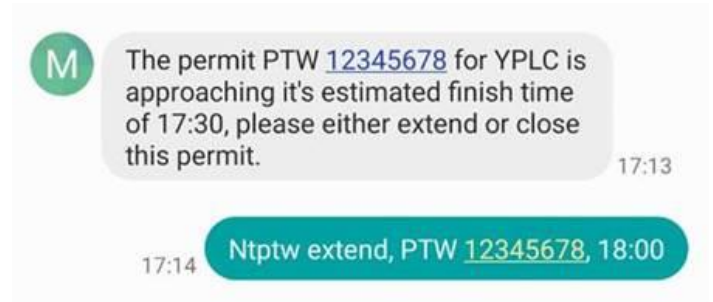 M
The permit PTW 12345678 for YPLC is
approaching it's estimated finish time
of 17:30, please either extend or close
this permit.
17:13
Ntptw extend, PTW 12345678, 18:00
17:14